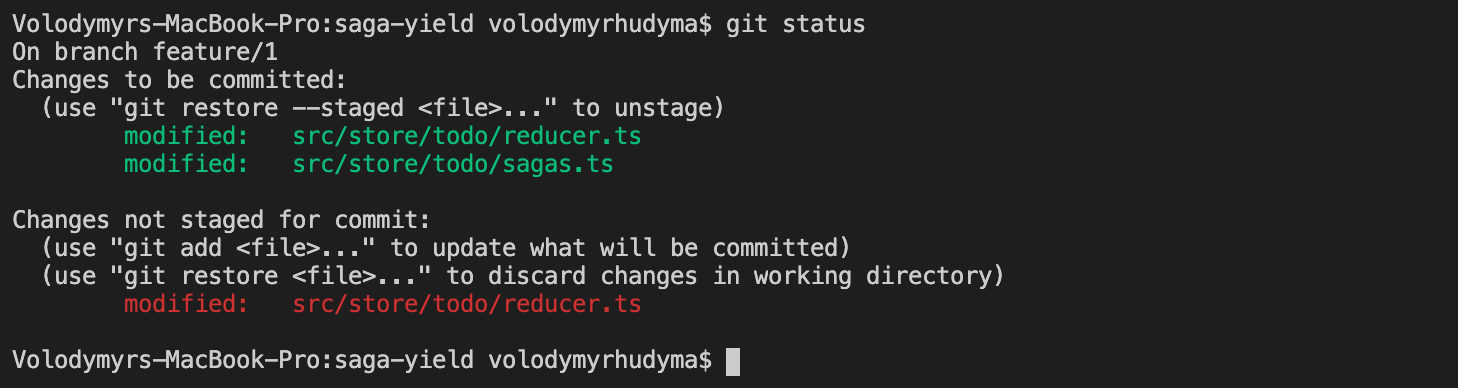 Volodymyrs-MacBook-Pro:saga-yield volodymyrhudyma$ git status
On branch feature/1
Changes to be committed:
  (use "git restore --staged <file>..." to unstage)
        modified:   src/store/todo/reducer.ts
        modified:   src/store/todo/sagas.ts

Changes not staged for commit:
  (use "git add <file>..." to update what will be committed)
  (use "git restore <file>..." to discard changes in working directory)
        modified:   src/store/todo/reducer.ts

Volodymyrs-MacBook-Pro:saga-yield volodymyrhudyma$